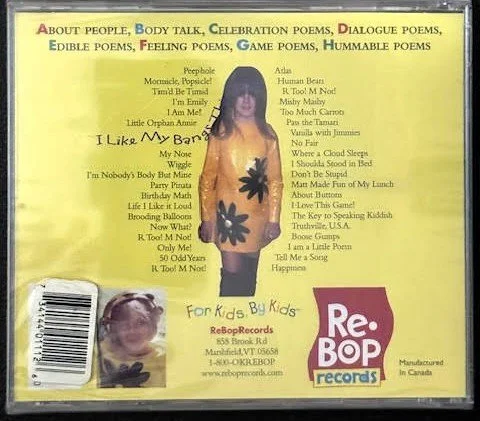 ABOUT PEOPLE, BODY TALK, CELEBRATION POEMS, DIALOGUE POEMS,
EDIBLE POEMS, FEELING POEMS, GAME POEMS, HUMMABLE POEMS
Peephole
Mormicle, Popsicle!
Tim'd Be Timid
I'm Emily
I Am Me!
Little Orphan Annie
I Like My Bangs
My Nose
Wiggle
I'm Nobody's Body But Mine
Party Pinata
Birthday Math
Life I Like it Loud
Brooding Balloons
Now What?
R Too! M Not!
Only Me!
50 Odd Years
R Too! M Not!
Atlas
Human Bean
R Too! M Not!
Mishy Mashy
Too Much Carrots
Pass the Tamari
Vanilla with Jimmies
No Fair
Where a Cloud Sleeps
I Shoulda Stood in Bed
Don't Be Stupid
Matt Made Fun of My Lunch
About Buttons
I Love This Game!
The Key to Speaking Kiddish
Truthville, U.S.A.
Boose Gumps
I am a Little Poem
Tell Me a Song
Happiness
For Kids, By Kids™
ReBopRecords
858 Brook Rd
Marshfield, VT 05658
1-800-OKREBOP
www.reboprecords.com
Re-
BOP
records
Manufactured
In Canada